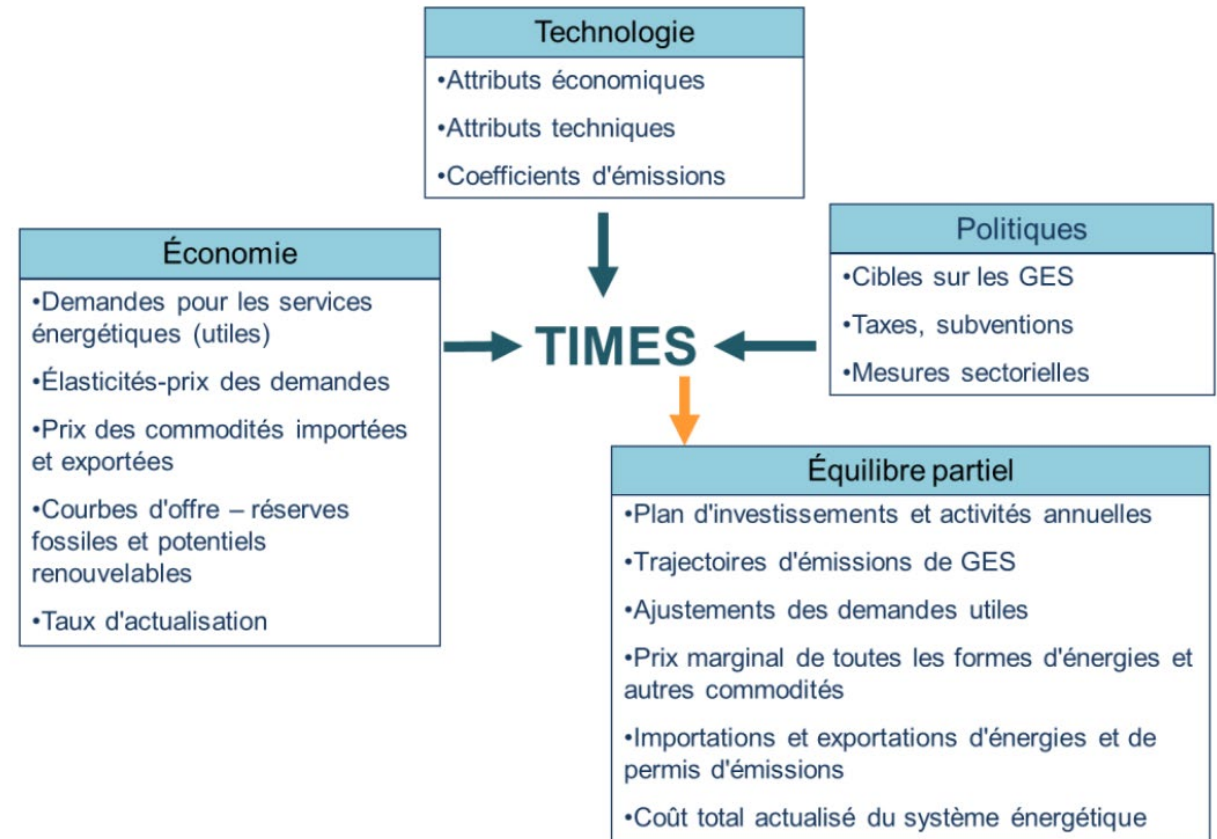 Technologie
•Attributs économiques
•Attributs techniques
•Coefficients d'émissions
Économie
•Demandes pour les services
énergétiques (utiles)
•Élasticités-prix des demandes
•Prix des commodités importées
et exportées
•Courbes d'offre – réserves
fossiles et potentiels
renouvelables
•Taux d'actualisation
TIMES
Politiques
•Cibles sur les GES
•Taxes, subventions
•Mesures sectorielles
Équilibre partiel
•Plan d'investissements et activités annuelles
•Trajectoires d'émissions de GES
•Ajustements des demandes utiles
•Prix marginal de toutes les formes d'énergies et
autres commodités
•Importations et exportations d'énergies et de
permis d'émissions
•Coût total actualisé du système énergétique